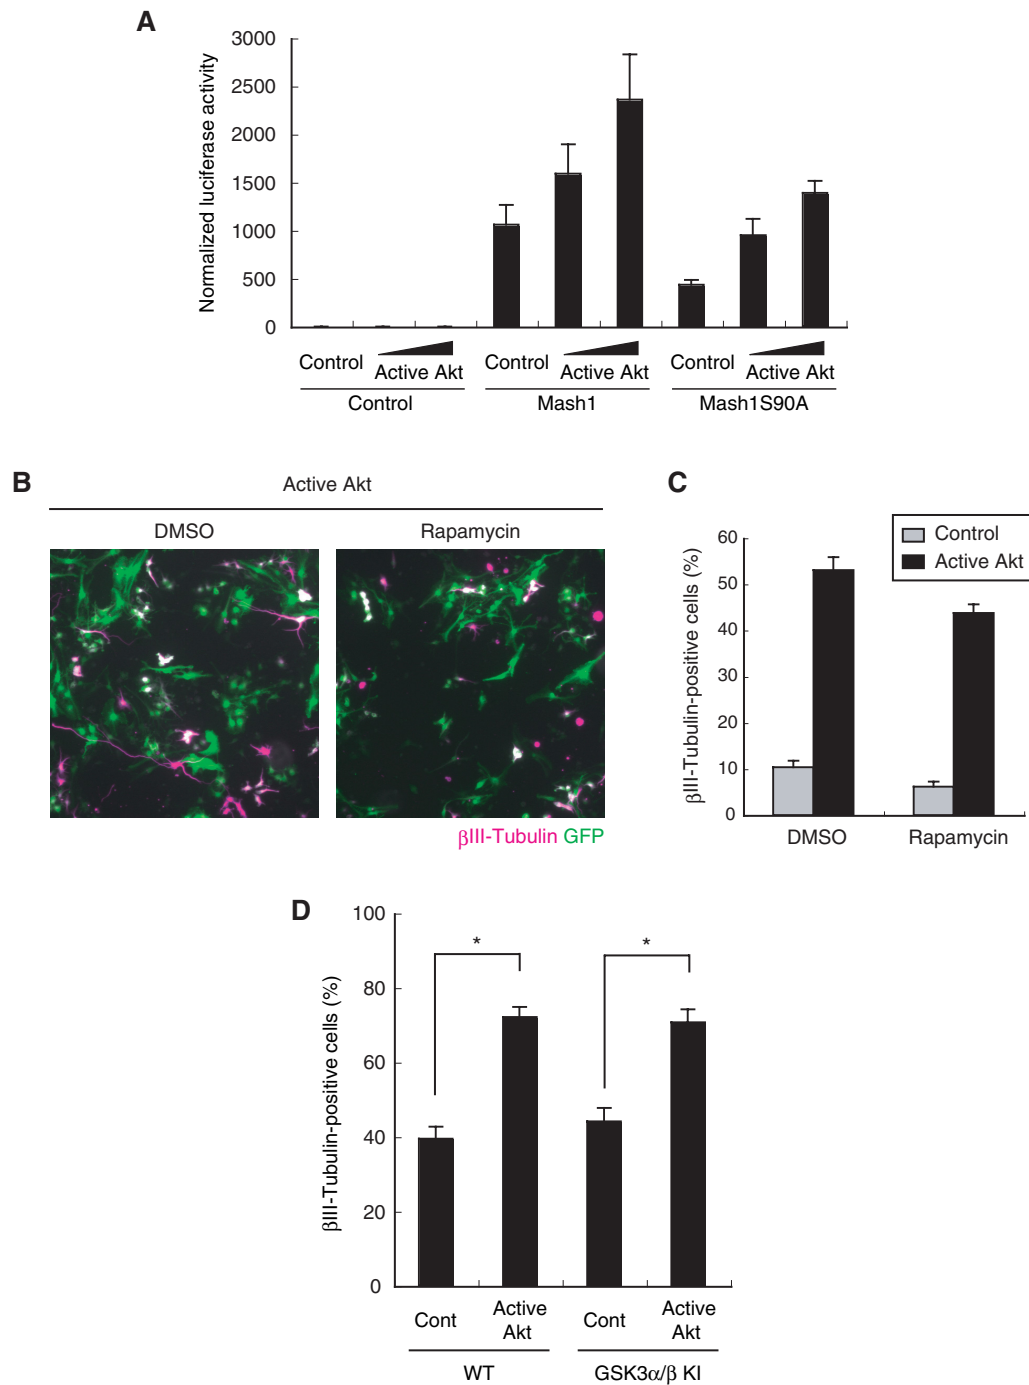 A
Normalized luciferase activity
3000
2500
2000
1500
1000
500
0
Control
Active Akt
Control
Active Akt
Control
Active Akt
Control
Mash1
Mash1S90A
B
Active Akt
DMSO
Rapamycin
βIII-Tubulin GFP
C
Control
Active Akt
βIII-Tubulin-positive cells (%)
60
50
40
30
20
10
0
DMSO
Rapamycin
D
βIII-Tubulin-positive cells (%)
100
80
60
40
20
0
*
*
Cont
Active
Akt
Cont
Active
Akt
WT
GSK3α/β KI